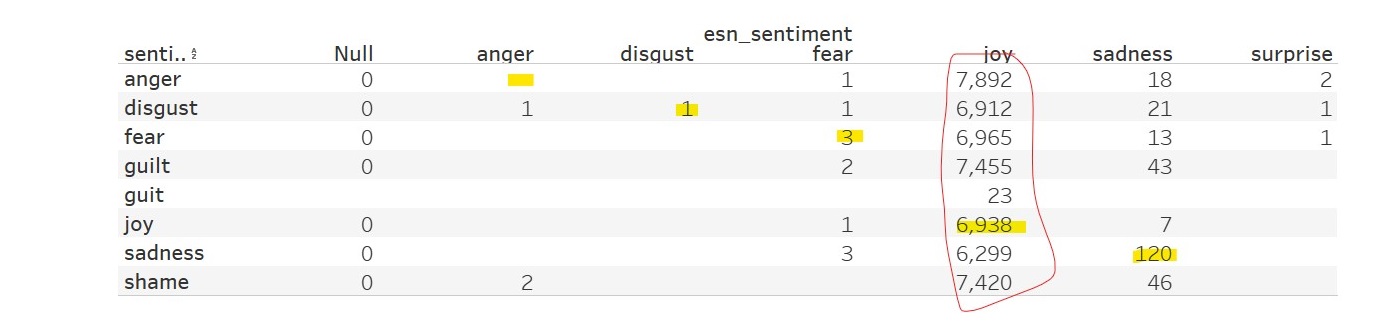 esn_sentiment
senti.. Null anger disgust fear joy sadness surprise
anger 0 1 7,892 18 2
disgust 0 1 1 1 6,912 21 1
fear 0 3 6,965 13 1
guilt 0 2 7,455 43
guit 23
joy 0 1 6,938 7
sadness 0 3 6,299 120
shame 0 2 7,420 46